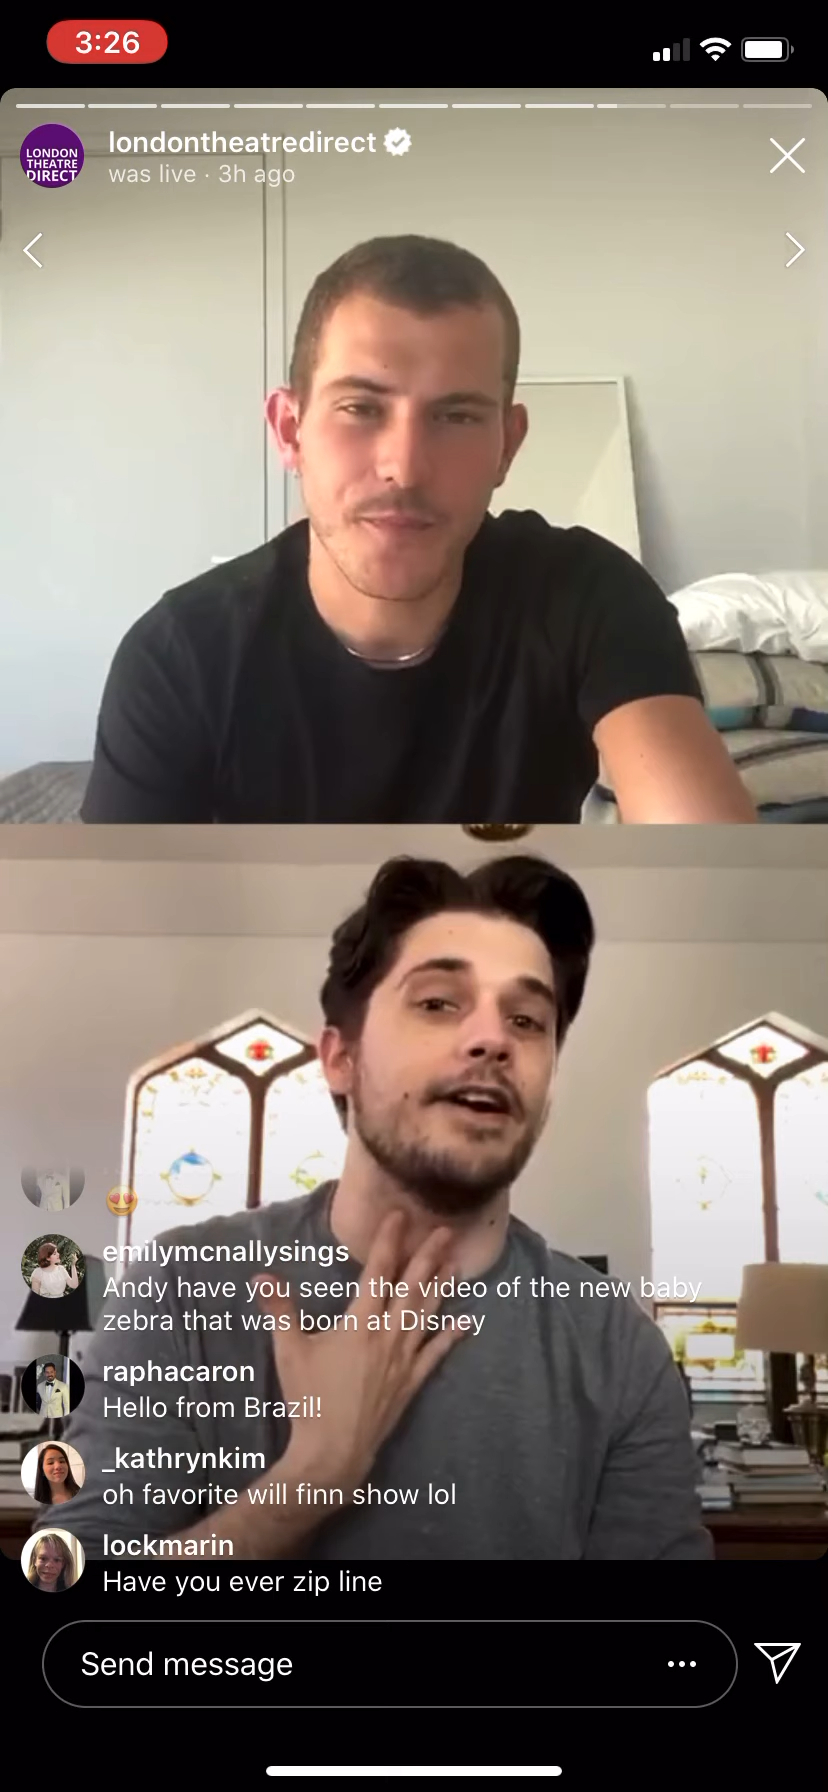 3:26
LONDON
THEATRE
DIRECT
londontheatredirect
was live · 3h ago
emilymcnallysings
Andy have you seen the video of the new baby
zebra that was born at Disney
raphacaron
Hello from Brazil!
_kathrynkim
oh favorite will finn show lol
lockmarin
Have you ever zip line
Send message